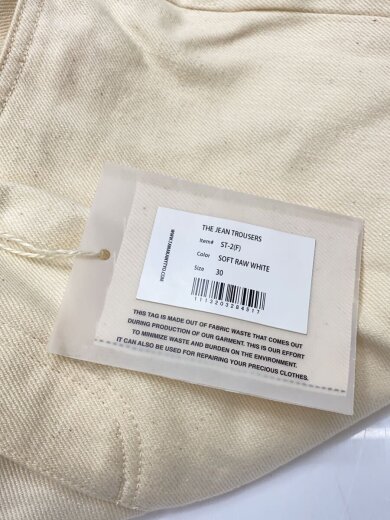 THE JEAN TROUSERS
Item# ST-2(F)
Color SOFT RAW WHITE
Size 30
1113203284517
THIS TAG IS MADE OUT OF FABRIC WASTE THAT COMES OUT
DURING PRODUCTION OF OUR GARMENT. THIS IS OUR EFFORT
TO MINIMIZE WASTE AND BURDEN ON THE ENVIRONMENT.
IT CAN ALSO BE USED FOR REPAIRING YOUR PRECIOUS CLOTHES.